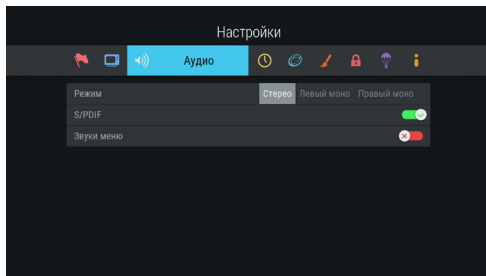 Настройки
Аудио
Режим Стерео Левый моно Правый моно
S/PDIF
Звуки меню